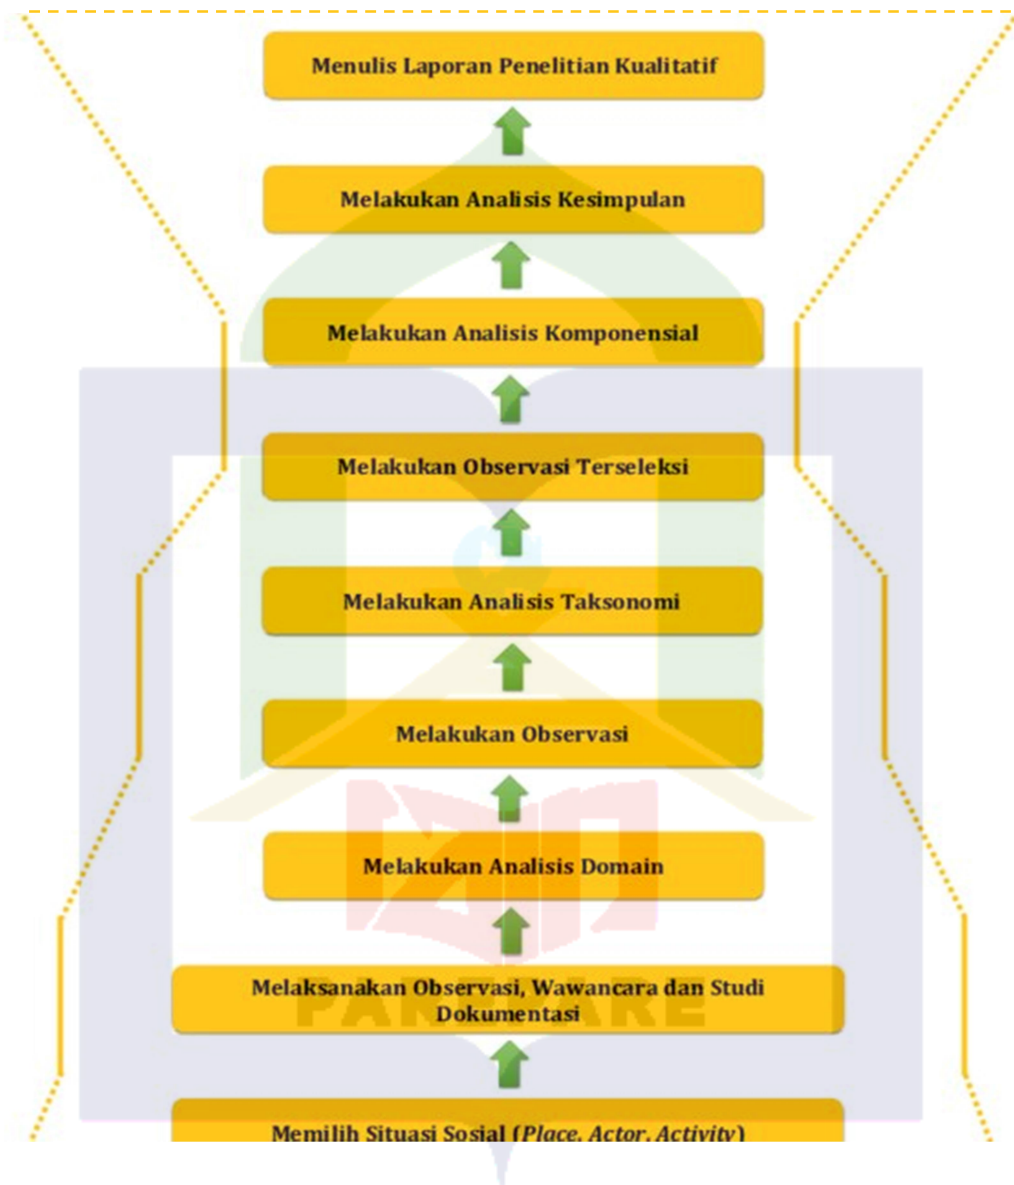 Menulis Laporan Penelitian Kualitatif
Melakukan Analisis Kesimpulan
Melakukan Analisis Komponensial
Melakukan Observasi Terseleksi
Melakukan Analisis Taksonomi
Melakukan Observasi
Melakukan Analisis Domain
Melaksanakan Observasi, Wawancara dan Studi
Dokumentasi
PAREPARE
Memilih Situasi Sosial (Place, Actor, Activity)